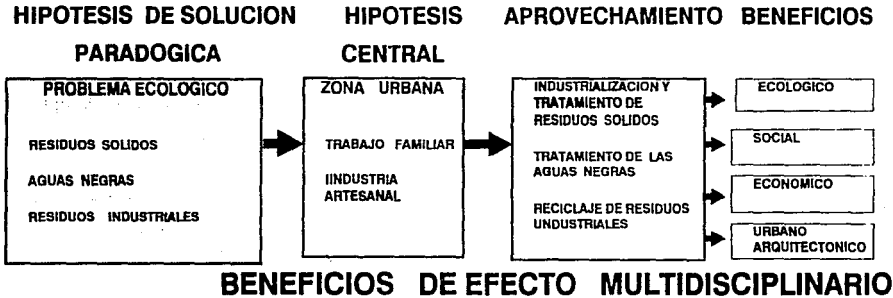 HIPOTESIS DE SOLUCION
PARADOGICA
HIPOTESIS
CENTRAL
APROVECHAMIENTO
BENEFICIOS
PROBLEMA ECOLOGICO
RESIDUOS SOLIDOS
AGUAS NEGRAS
RESIDUOS INDUSTRIALES
ZONA URBANA
TRABAJO FAMILIAR
IINDUSTRIA
ARTESANAL
INDUSTRIALIZACION Y
TRATAMIENTO DE
RESIDUOS SOLIDOS
TRATAMIENTO DE LAS
AGUAS NEGRAS
RECICLAJE DE RESIDUOS
UNDUSTRIALES
ECOLOGICO
SOCIAL
ECONOMICO
URBANO
ARQUITECTONICO
BENEFICIOS DE EFECTO MULTIDISCIPLINARIO